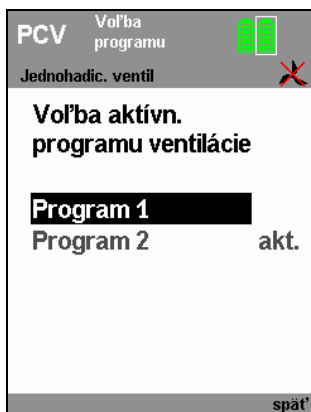 PCV Voľba
programu
Jednohadic. ventil
Voľba aktívn.
programu ventilácie
Program 1
Program 2 akt.
späť